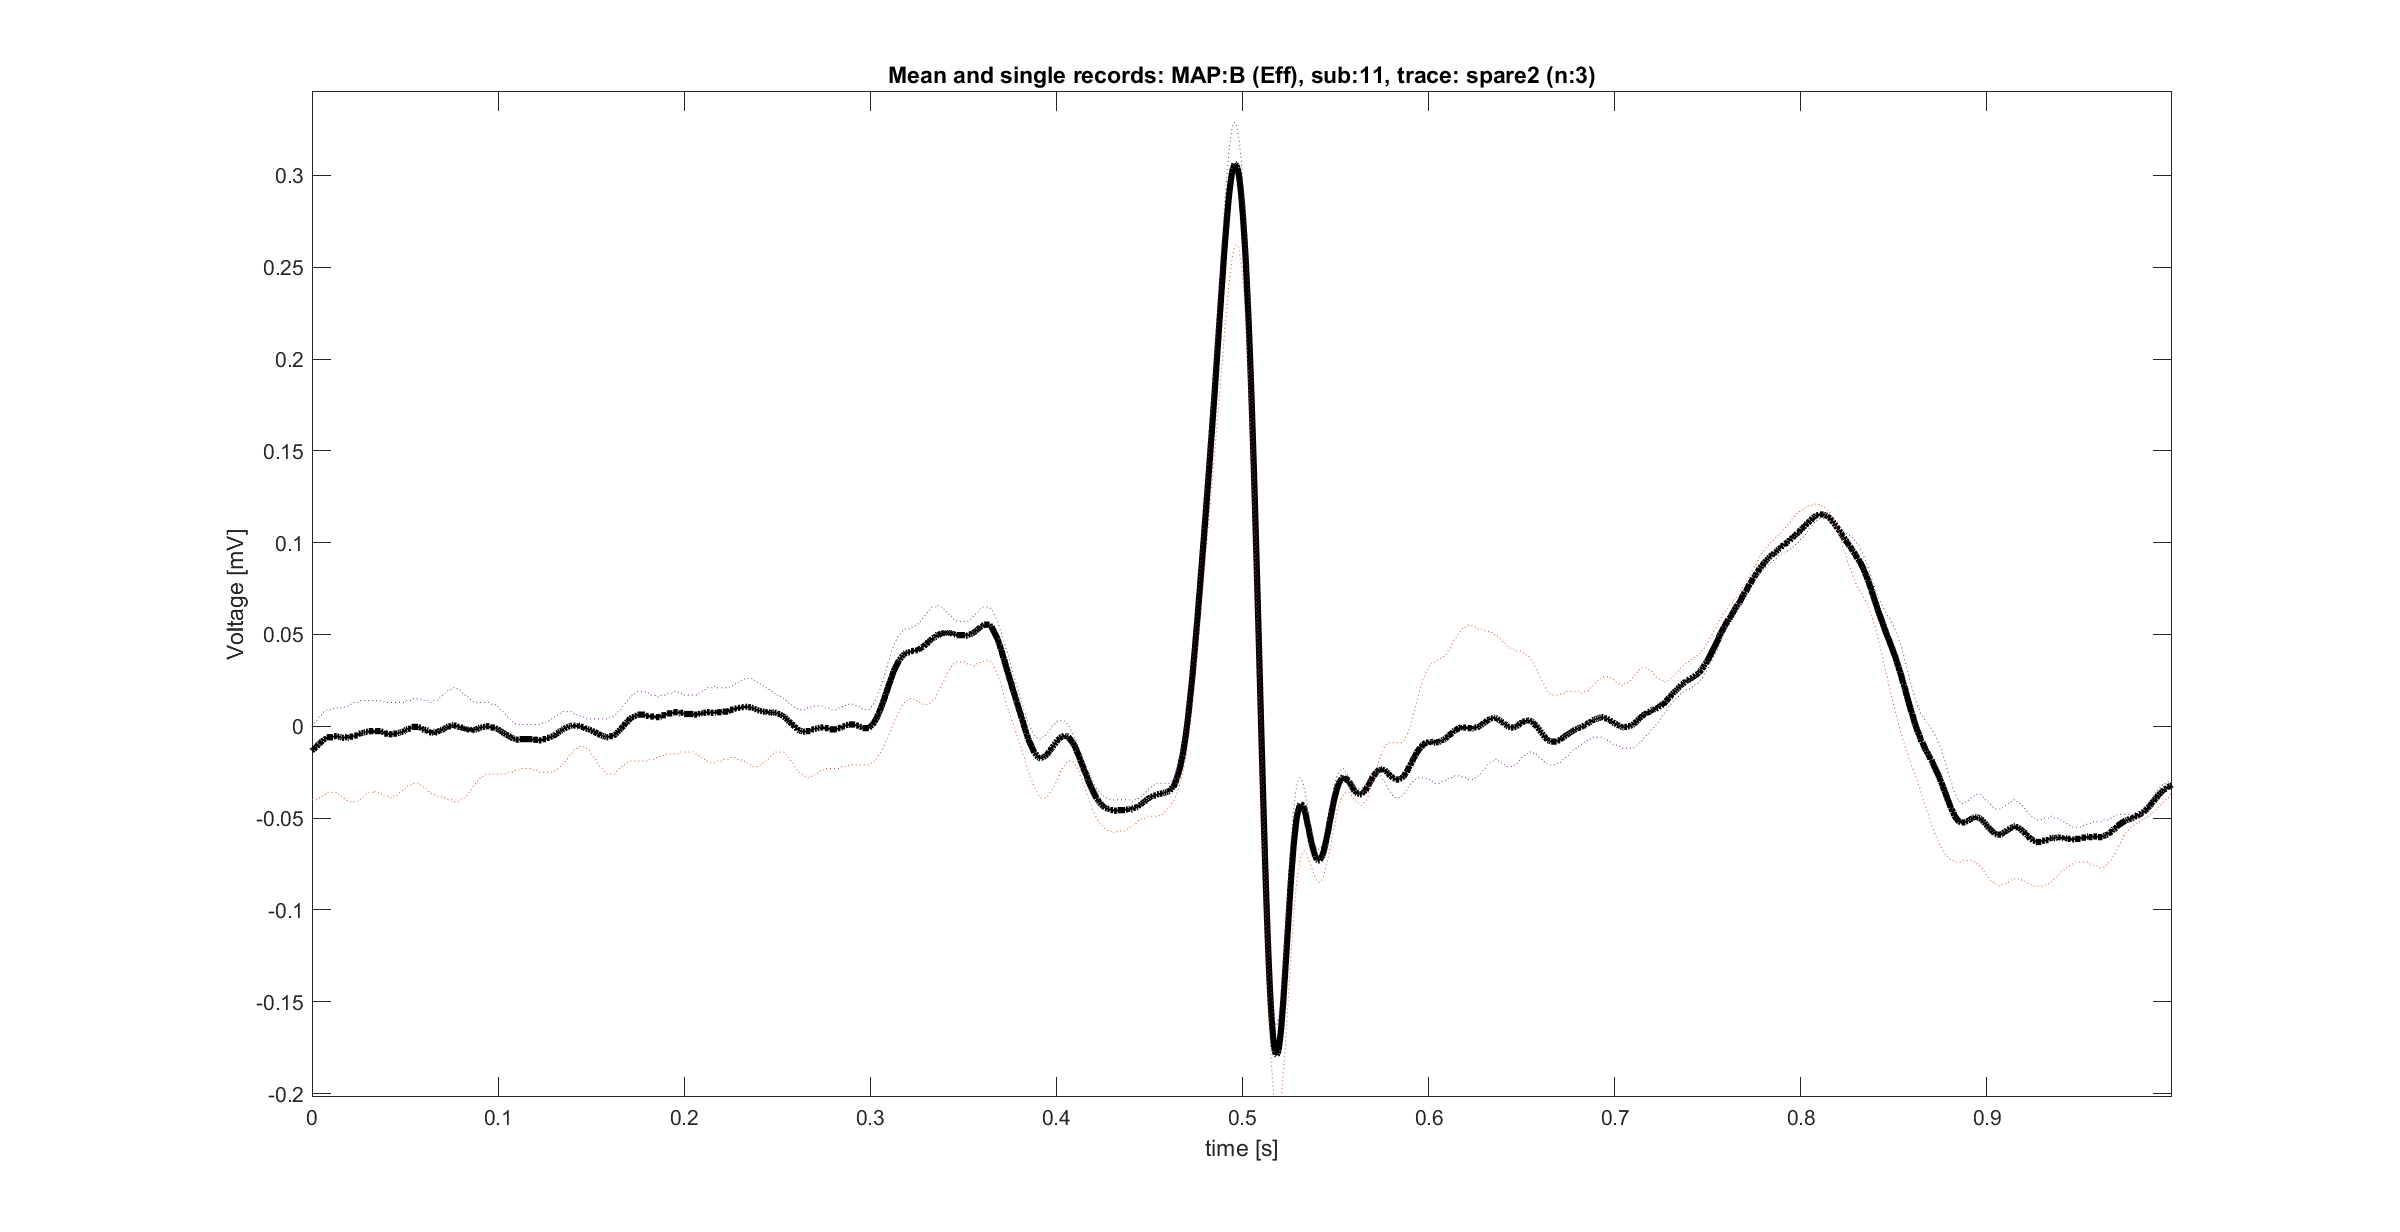 Mean and single records: MAP:B (Eff), sub:11, trace: spare2 (n:3)
Voltage [mV]
0.3
0.25
0.2
0.15
0.1
0.05
0
-0.05
-0.1
-0.15
-0.2
0 0.1 0.2 0.3 0.4 0.5 0.6 0.7 0.8 0.9
time [s]